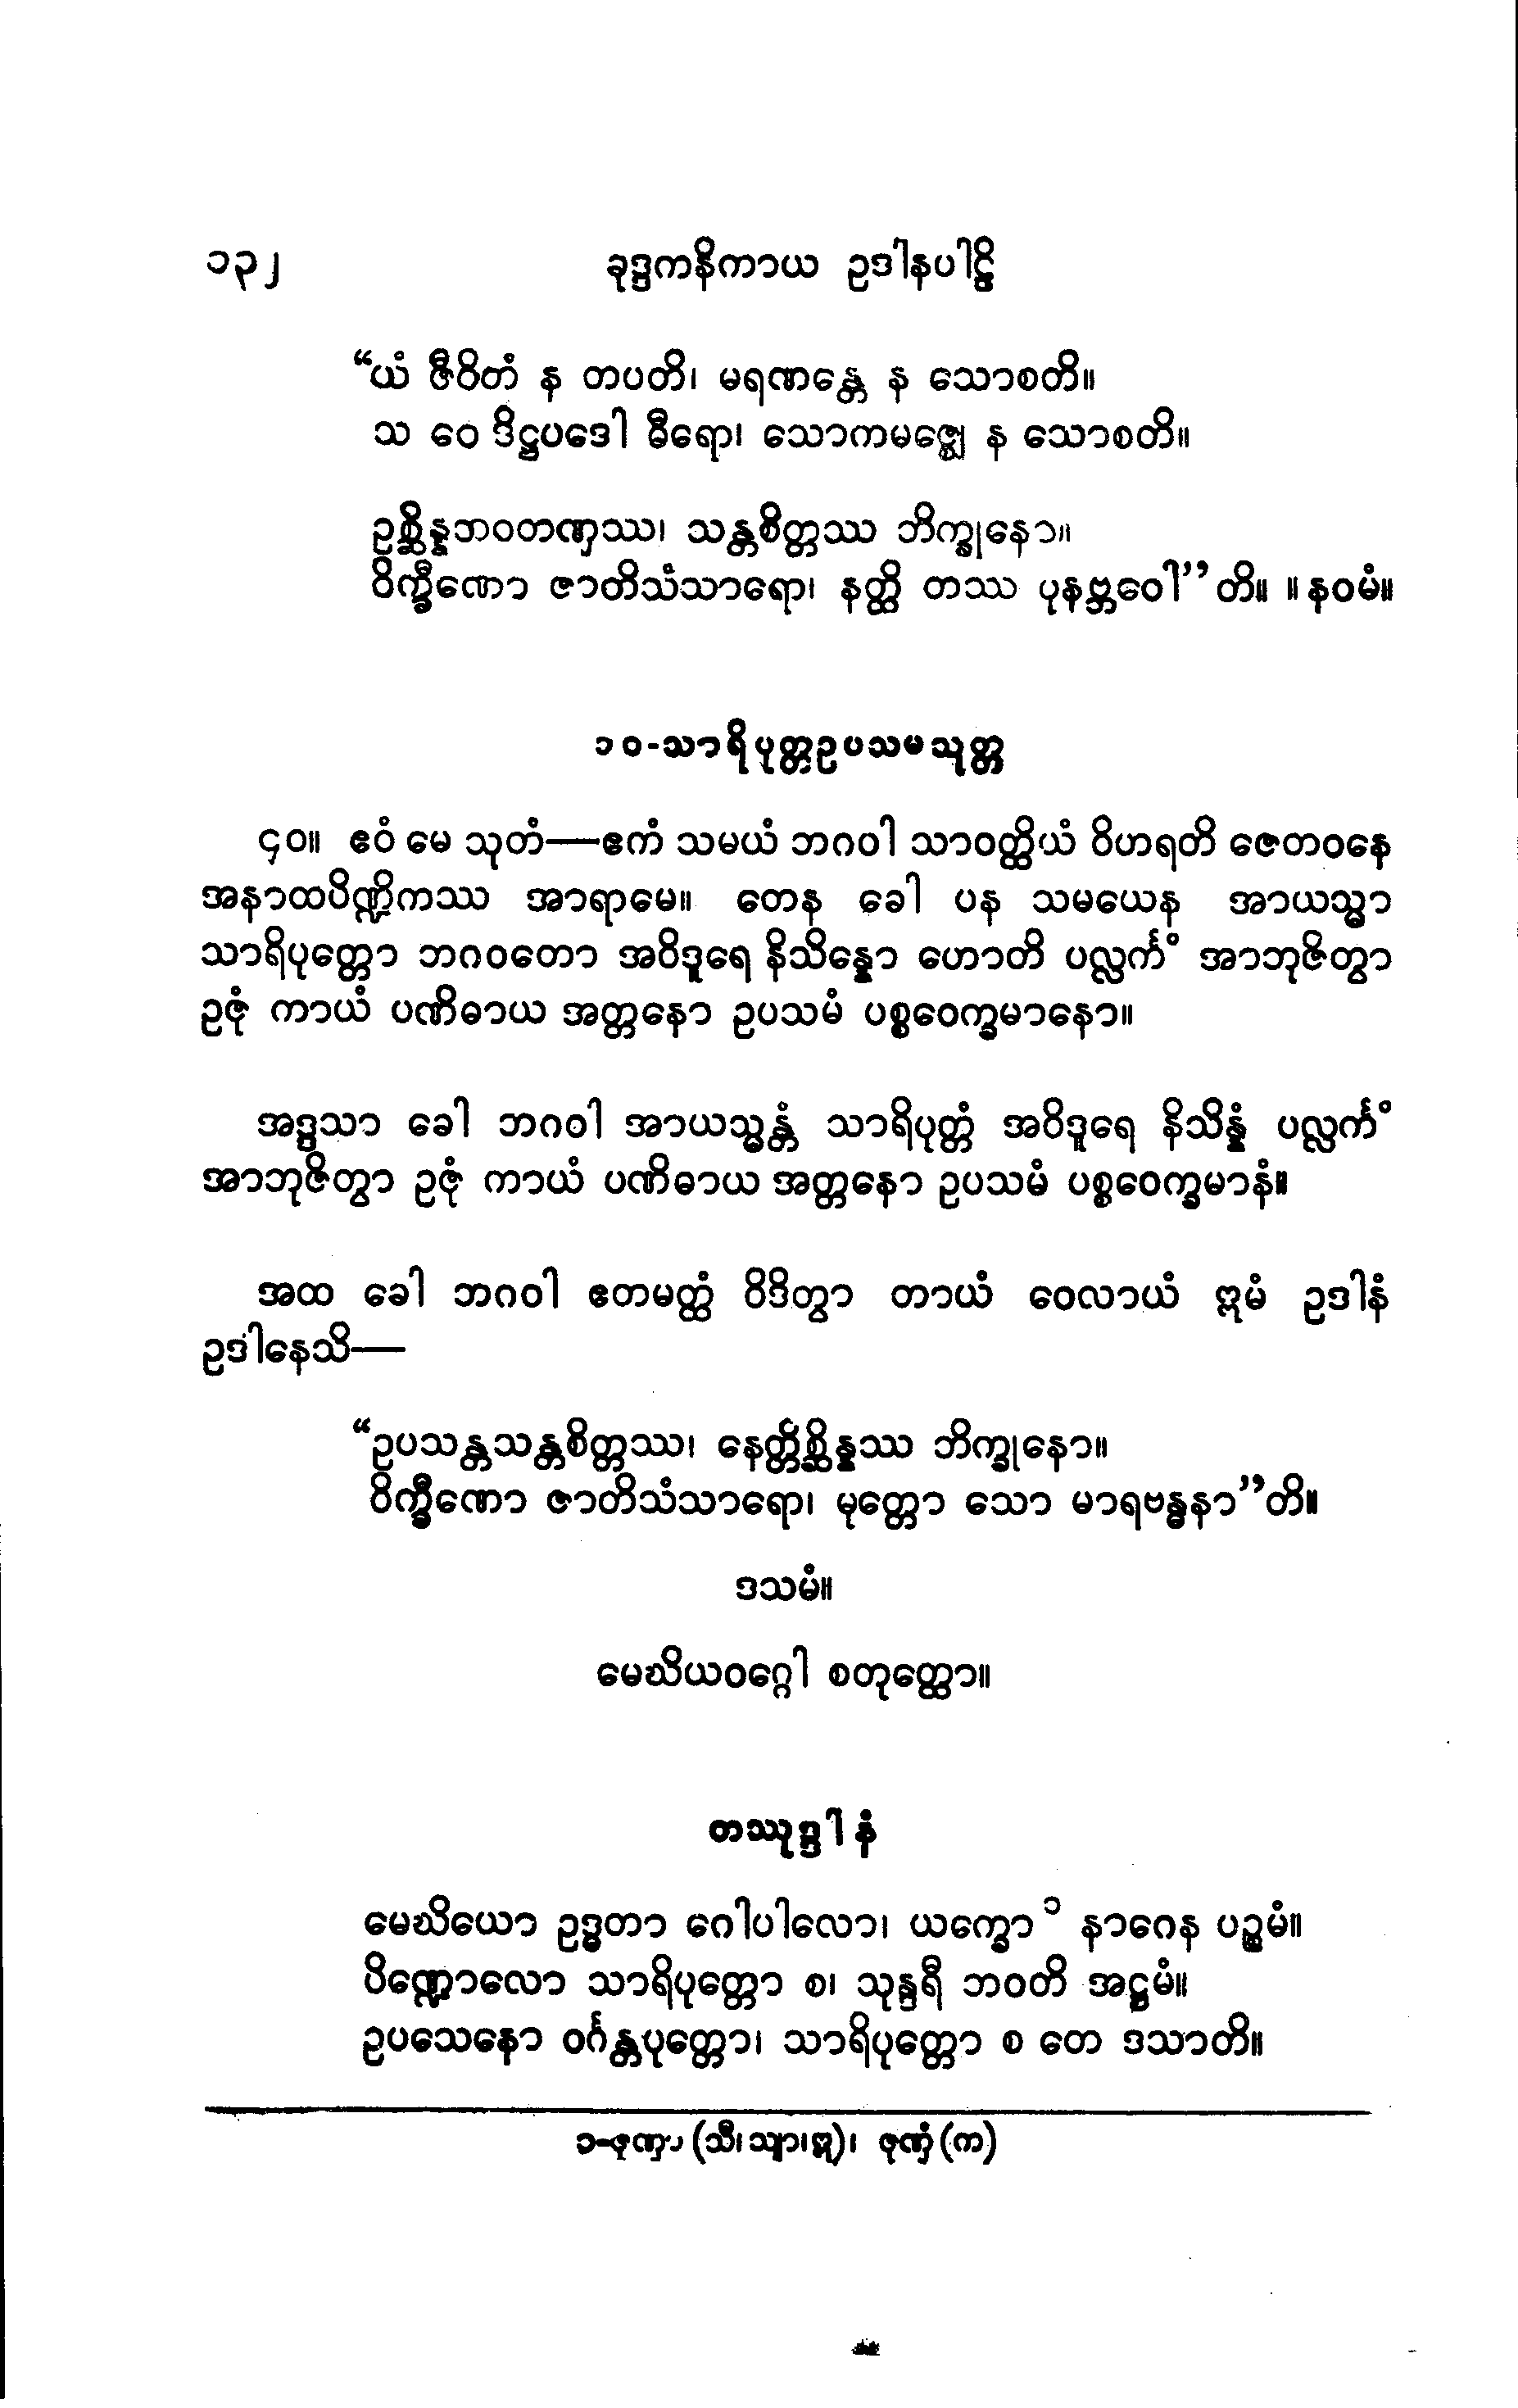 ၁၃၂ ခုဒ္ဒကနိကာယ ဥဒါနပါဠိ
“ယံ ဇီဝိတံ န တပတိ၊ မရဏန္တေ န သောစတိ။
သ ဝေ ဒိဋ္ဌပဒေါ ဓီရော၊ သောကမဇ္ဈေ န သောစတိ။
ဥစ္ဆိန္နဘဝတဏှဿ၊ သန္တစိတ္တဿ ဘိက္ခုနော။
ဝိက္ခီဏော ဇာတိသံသာရော၊ နတ္ထိ တဿ ပုနဗ္ဘဝေါ”တိ။ ။နဝမံ။
၁၀-သာရိပုတ္တဥပသမသုတ္တ
၄၀။ ဧဝံ မေ သုတံ—ဧကံ သမယံ ဘဂဝါ သာဝတ္ထိယံ ဝိဟရတိ ဇေတဝနေ
အနာထပိဏ္ဍိကဿ အာရာမေ။ တေန ခေါ ပန သမယေန အာယသ္မာ
သာရိပုတ္တော ဘဂဝတော အဝိဒူရေ နိသိန္နော ဟောတိ ပလ္လင်္ကံ အာဘုဇိတွာ
ဥဇုံ ကာယံ ပဏိဓာယ အတ္တနော ဥပသမံ ပစ္စဝေက္ခမာနော။
အဒ္ဒသာ ခေါ ဘဂဝါ အာယသ္မန္တံ သာရိပုတ္တံ အဝိဒူရေ နိသိန္နံ ပလ္လင်္ကံ
အာဘုဇိတွာ ဥဇုံ ကာယံ ပဏိဓာယ အတ္တနော ဥပသမံ ပစ္စဝေက္ခမာနံ။
အထ ခေါ ဘဂဝါ ဧတမတ္ထံ ဝိဒိတွာ တာယံ ဝေလာယံ ဣမံ ဥဒါနံ
ဥဒါနေသိ—
“ဥပသန္တသန္တစိတ္တဿ၊ နေတ္တိစ္ဆိန္နဿ ဘိက္ခုနော။
ဝိက္ခီဏော ဇာတိသံသာရော၊ မုတ္တော သော မာရဗန္ဓနာ”တိ။
ဒသမံ။
မေဃိယဝဂ္ဂေါ စတုတ္ထော။
တဿုဒ္ဒါနံ
မေဃိယော ဥဒ္ဓတာ ဂေါပါလော၊ ယက္ခော ၁ နာဂေန ပဉ္စမံ။
ပိဏ္ဍောလော သာရိပုတ္တော စ၊ သုန္ဒရီ ဘဝတိ အဋ္ဌမံ။
ဥပသေနော ဝင်္ဂန္တပုတ္တော၊ သာရိပုတ္တော စ တေ ဒသာတိ။
၁-ဇုဏှာ (သီ၊ သျာ၊ ဣ)၊ ဇုဏှံ (က)